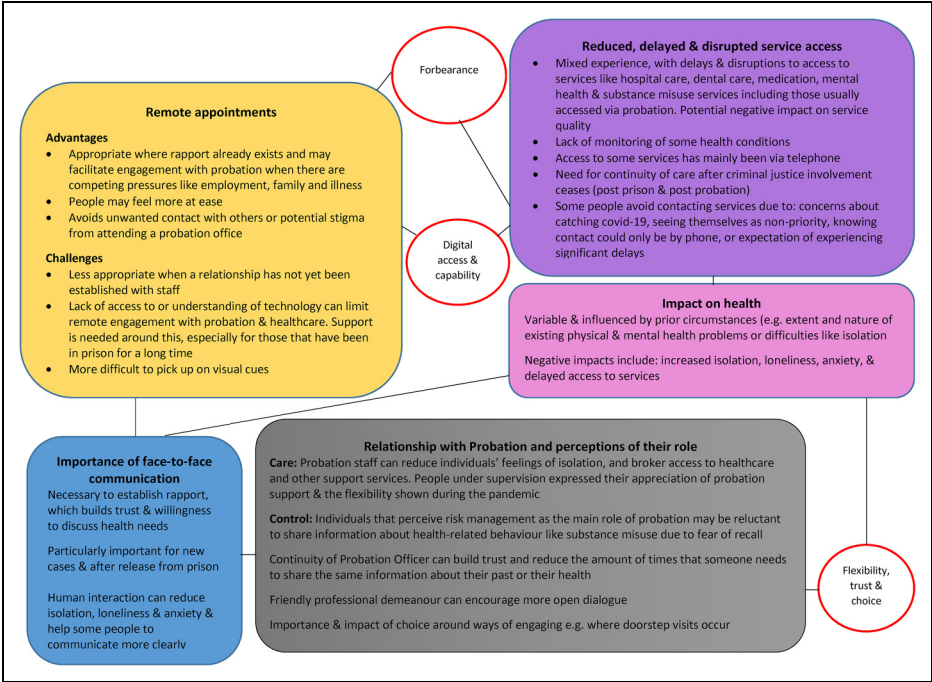 Remote appointments
Advantages
• Appropriate where rapport already exists and may
facilitate engagement with probation when there are
competing pressures like employment, family and illness
• People may feel more at ease
• Avoids unwanted contact with others or potential stigma
from attending a probation office
Challenges
• Less appropriate when a relationship has not yet been
established with staff
• Lack of access to or understanding of technology can limit
remote engagement with probation & healthcare. Support
is needed around this, especially for those that have been
in prison for a long time
• More difficult to pick up on visual cues
Forbearance
Digital
access &
capability
Reduced, delayed & disrupted service access
• Mixed experience, with delays & disruptions to access to
services like hospital care, dental care, medication, mental
health & substance misuse services including those usually
accessed via probation. Potential negative impact on service
quality
• Lack of monitoring of some health conditions
• Access to some services has mainly been via telephone
• Need for continuity of care after criminal justice involvement
ceases (post prison & post probation)
• Some people avoid contacting services due to: concerns about
catching covid-19, seeing themselves as non-priority, knowing
contact could only be by phone, or expectation of experiencing
significant delays
Impact on health
Variable & influenced by prior circumstances (e.g. extent and nature of
existing physical & mental health problems or difficulties like isolation
Negative impacts include: increased isolation, loneliness, anxiety, &
delayed access to services
Importance of face-to-face
communication
Necessary to establish rapport,
which builds trust & willingness
to discuss health needs
Particularly important for new
cases & after release from prison
Human interaction can reduce
isolation, loneliness & anxiety &
help some people to
communicate more clearly
Relationship with Probation and perceptions of their role
Care: Probation staff can reduce individuals' feelings of isolation, and broker access to healthcare
and other support services. People under supervision expressed their appreciation of probation
support & the flexibility shown during the pandemic
Control: Individuals that perceive risk management as the main role of probation may be reluctant
to share information about health-related behaviour like substance misuse due to fear of recall
Continuity of Probation Officer can build trust and reduce the amount of times that someone needs
to share the same information about their past or their health
Friendly professional demeanour can encourage more open dialogue
Importance & impact of choice around ways of engaging e.g. where doorstep visits occur
Flexibility,
trust &
choice